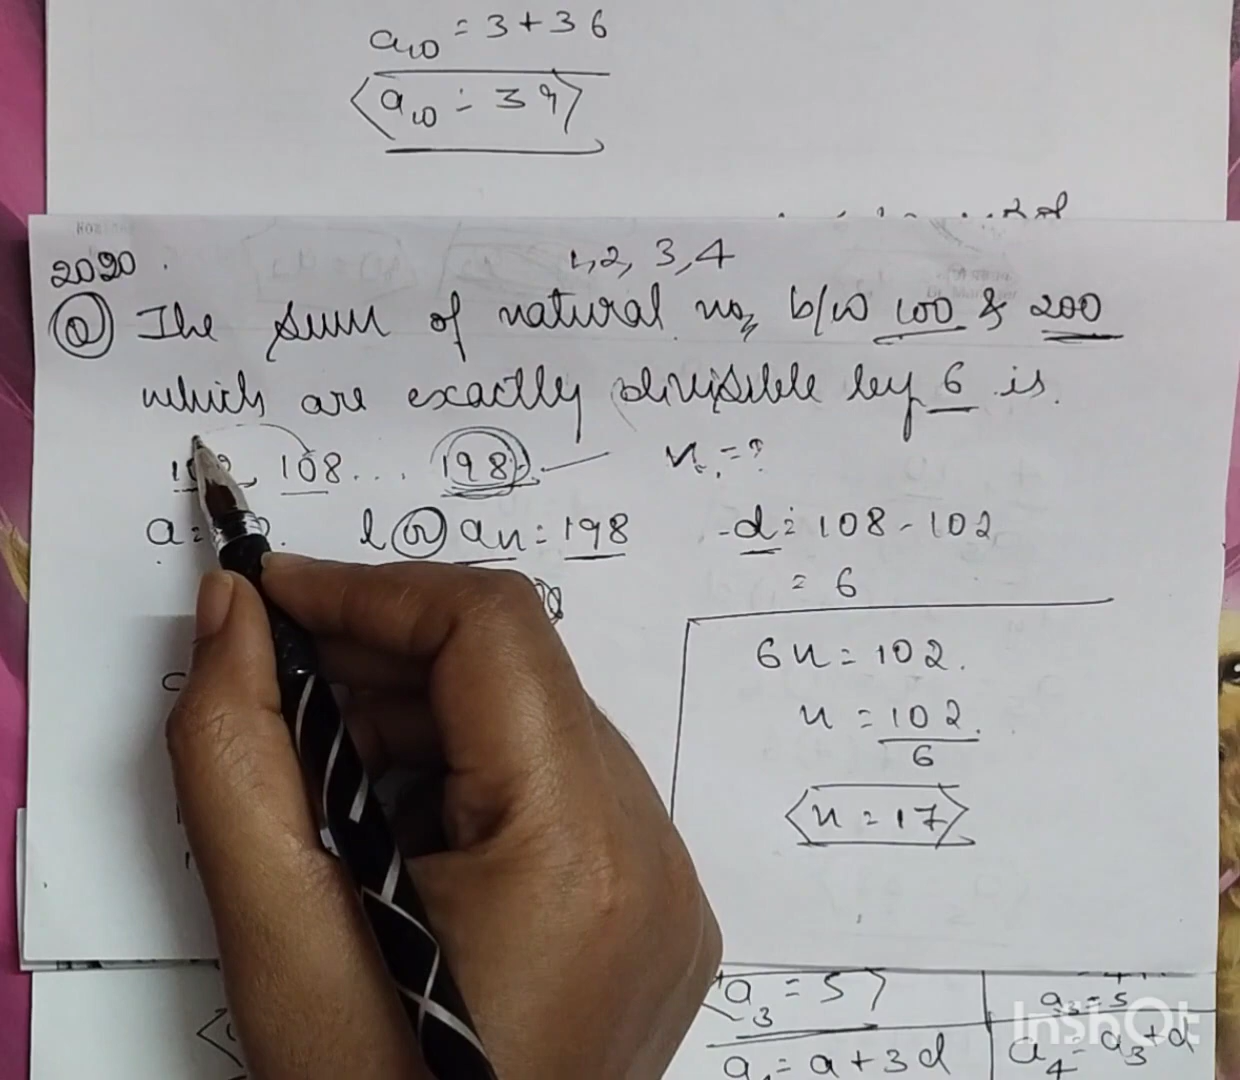 a10 = 3 + 36
a10 = 39
2020.
1, 2, 3, 4
Q The sum of natural no, b/w 100 & 200
which are exactly divisible by 6 is.
108 ... 198 n = ?
a = l or an = 198 - d = 108 - 102
= 6
6n = 102.
n = 102
6
n = 17
a3 = 5 a3 = 5
= a + 3d a4 = a3 + d
InshOt